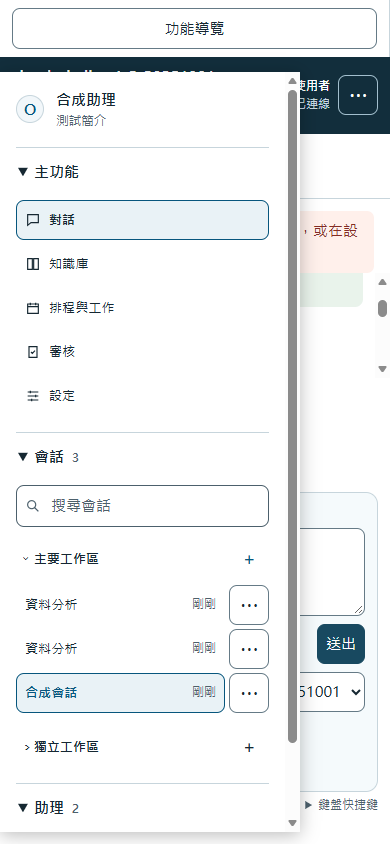 功能導覽
使用者
已連線
O
合成助理
測試簡介
▼ 主功能
對話
知識庫
排程與工作
審核
設定
，或在設
▼ 會話 3
搜尋會話
主要工作區 +
資料分析 剛剛 ...
資料分析 剛剛 ...
合成會話 剛剛 ...
獨立工作區 +
送出
51001
▼ 助理 2
▶ 鍵盤快捷鍵